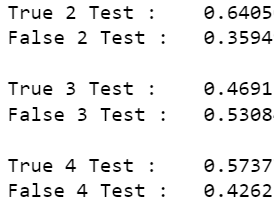 True 2 Test : 0.6405
False 2 Test : 0.3594
True 3 Test : 0.4691
False 3 Test : 0.5308
True 4 Test : 0.5737
False 4 Test : 0.4262